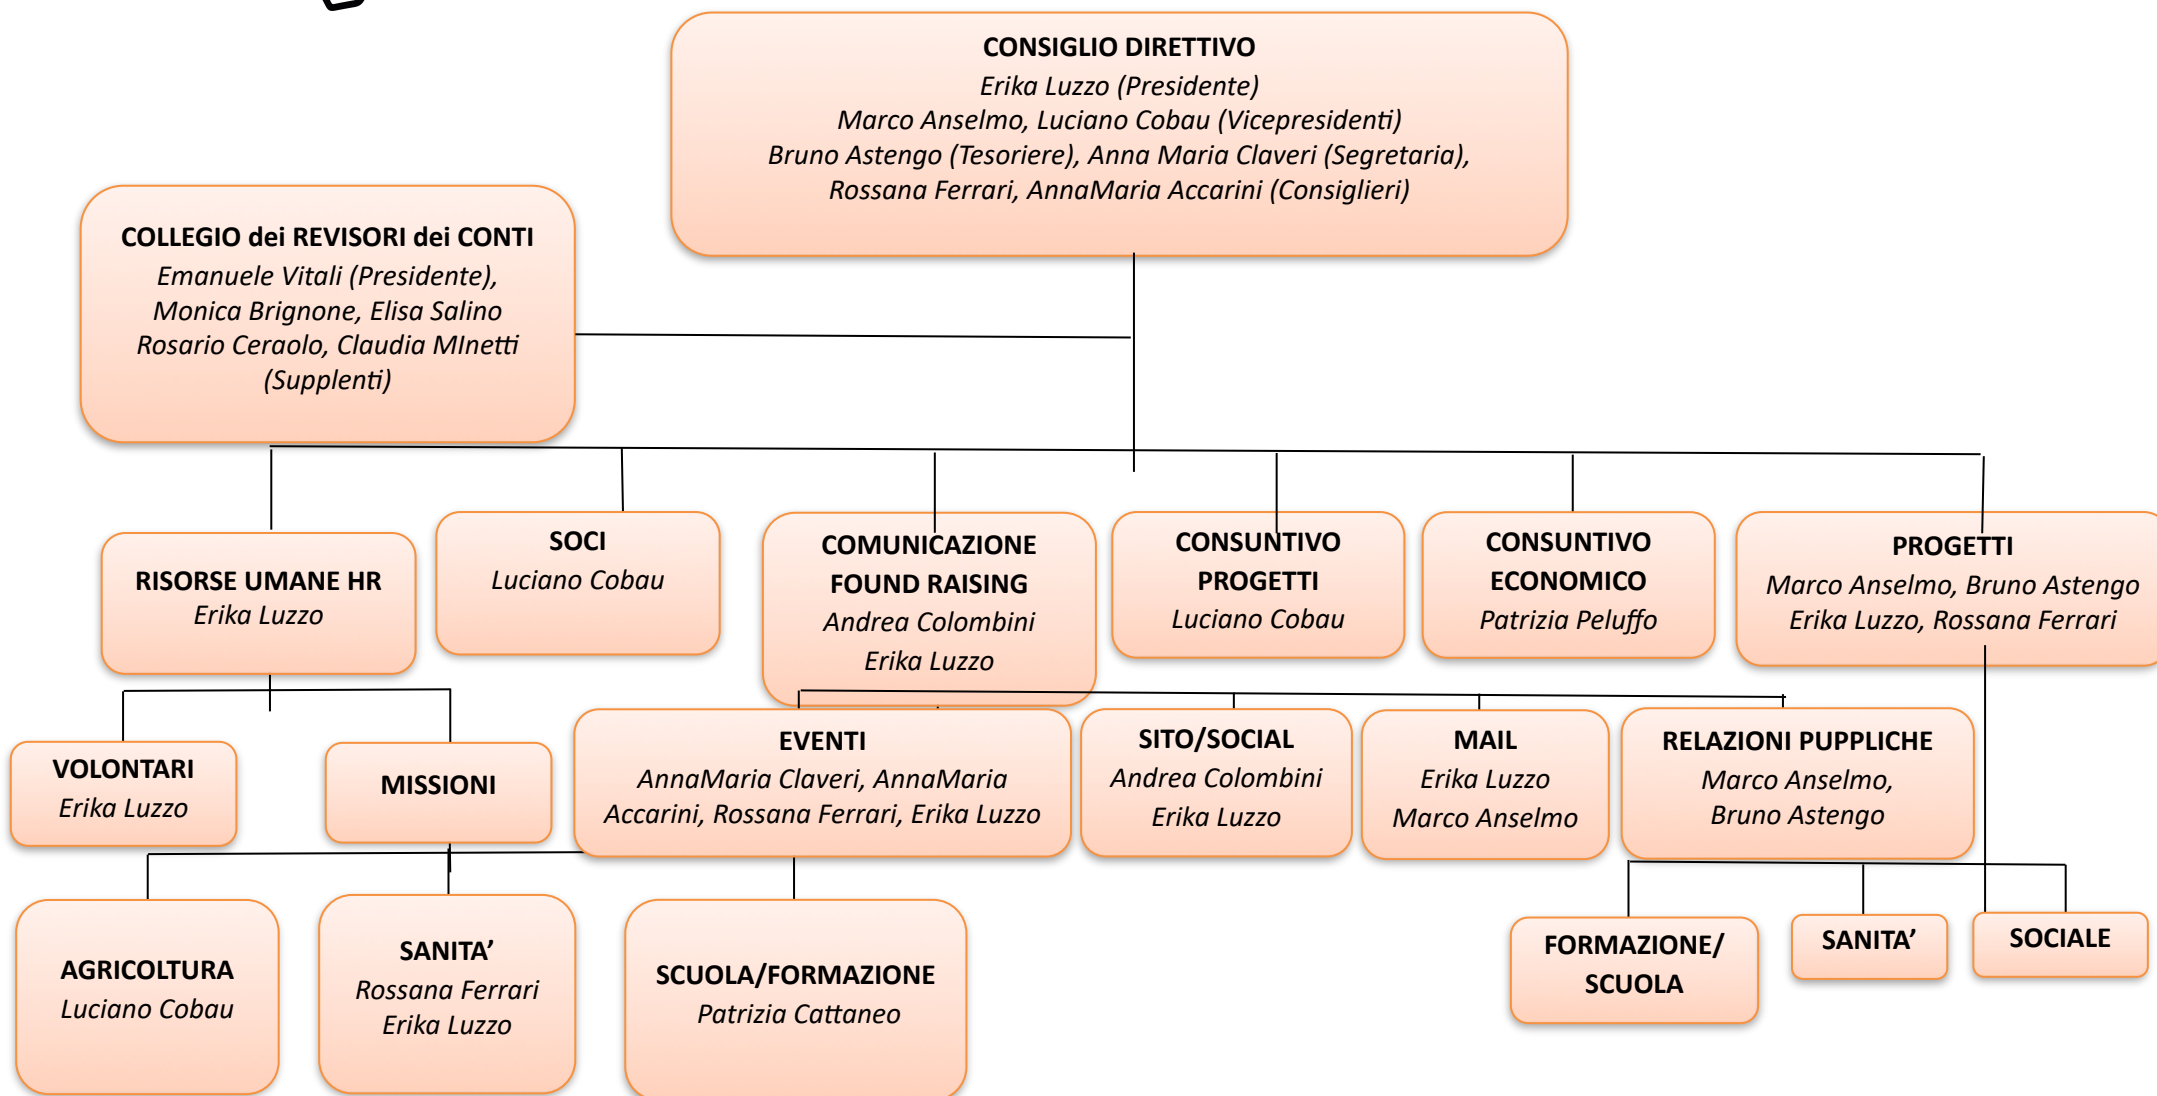 CONSIGLIO DIRETTIVO
Erika Luzzo (Presidente)
Marco Anselmo, Luciano Cobau (Vicepresidenti)
Bruno Astengo (Tesoriere), Anna Maria Claveri (Segretaria),
Rossana Ferrari, AnnaMaria Accarini (Consiglieri)
COLLEGIO dei REVISORI dei CONTI
Emanuele Vitali (Presidente),
Monica Brignone, Elisa Salino
Rosario Ceraolo, Claudia MInetti
(Supplenti)
RISORSE UMANE HR
Erika Luzzo
SOCI
Luciano Cobau
COMUNICAZIONE
FOUND RAISING
Andrea Colombini
Erika Luzzo
CONSUNTIVO
PROGETTI
Luciano Cobau
CONSUNTIVO
ECONOMICO
Patrizia Peluffo
PROGETTI
Marco Anselmo, Bruno Astengo
Erika Luzzo, Rossana Ferrari
VOLONTARI
Erika Luzzo
MISSIONI
EVENTI
AnnaMaria Claveri, AnnaMaria
Accarini, Rossana Ferrari, Erika Luzzo
SITO/SOCIAL
Andrea Colombini
Erika Luzzo
MAIL
Erika Luzzo
Marco Anselmo
RELAZIONI PUPPLICHE
Marco Anselmo,
Bruno Astengo
AGRICOLTURA
Luciano Cobau
SANITA’
Rossana Ferrari
Erika Luzzo
SCUOLA/FORMAZIONE
Patrizia Cattaneo
FORMAZIONE/
SCUOLA
SANITA’
SOCIALE